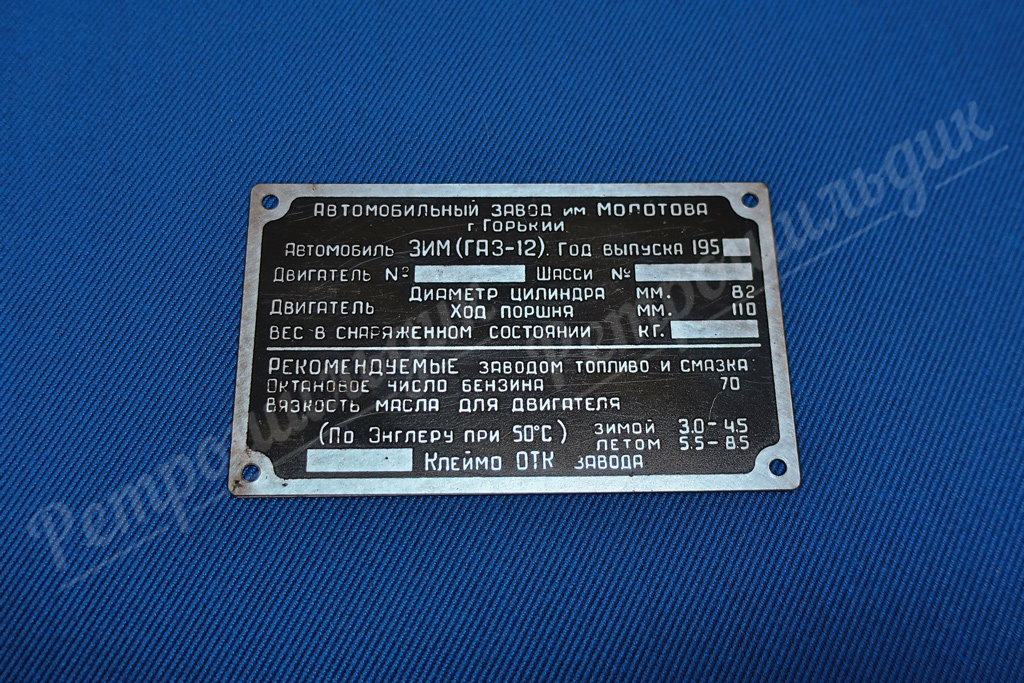 Автомобильный завод им Молотова
г. Горький
Автомобиль ЗИМ (ГАЗ-12). Год выпуска 195
Двигатель № Шасси №
Двигатель Диаметр цилиндра мм. 82
Ход поршня мм. 110
Вес в снаряженном состоянии кг.
Рекомендуемые заводом топливо и смазка:
Октановое число бензина 70
Вязкость масла для двигателя
(По Энглеру при 50°С) зимой 3.0-4.5
летом 5.5-8.5
Клеймо ОТК завода
Ретрошильдик
Ретрошильдик